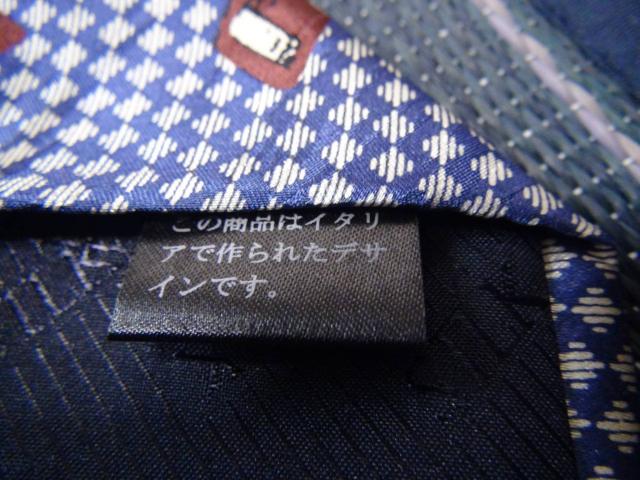 この商品はイタリ
アで作られたデサ
インです。